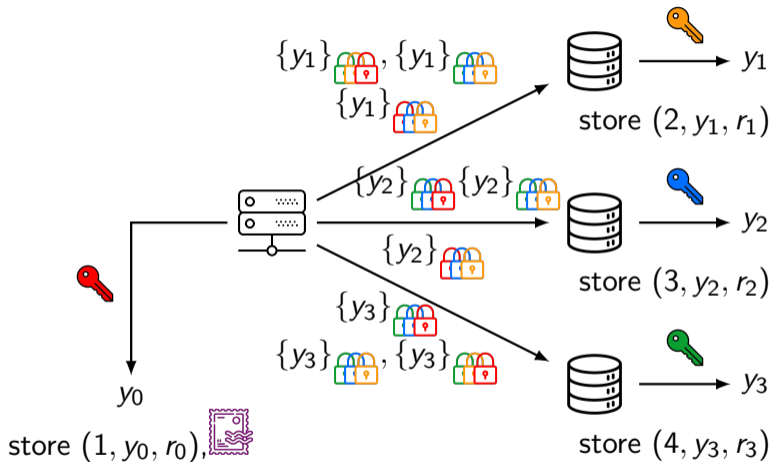 {y₁} , {y₁}
{y₁}
y₁
store (2, y₁, r₁)
{y₂} {y₂}
{y₂}
y₂
store (3, y₂, r₂)
{y₃}
{y₃} , {y₃}
y₃
store (4, y₃, r₃)
y₀
store (1, y₀, r₀),